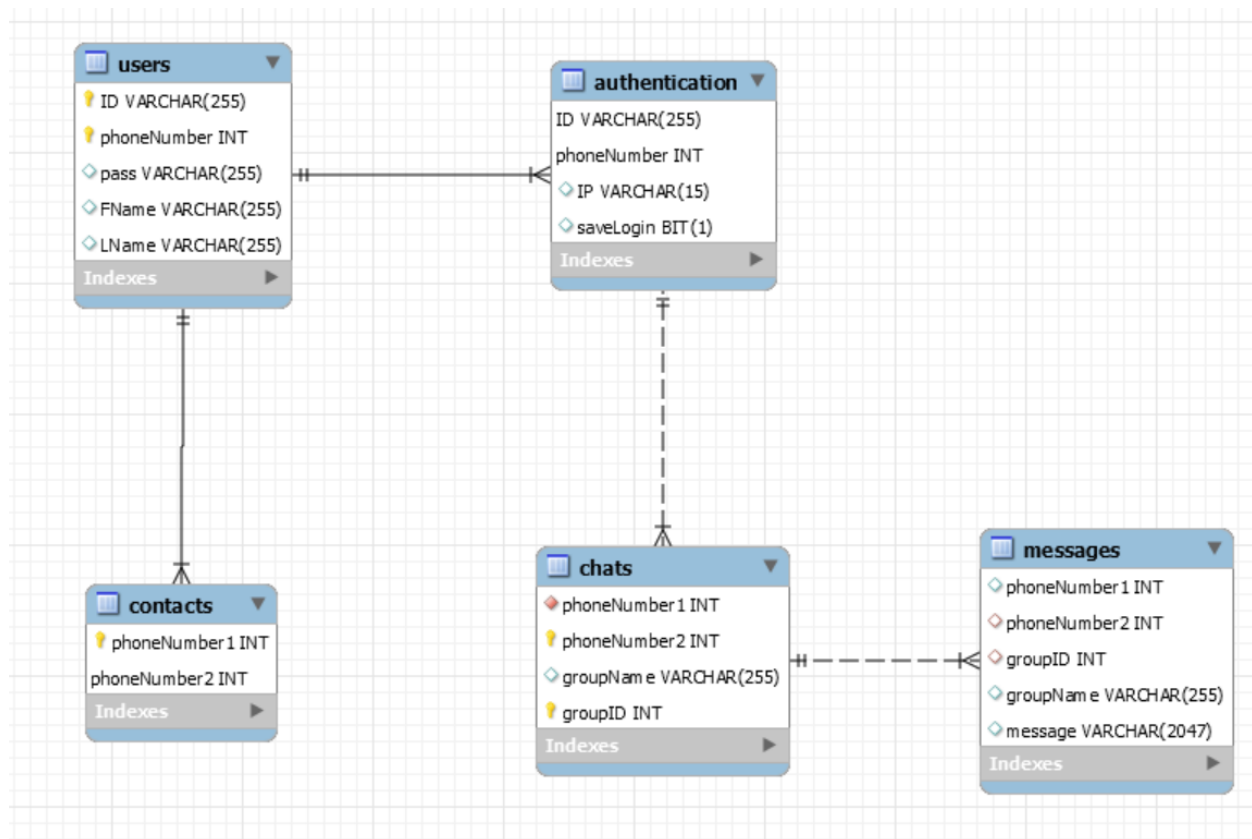 users
ID VARCHAR(255)
phoneNumber INT
pass VARCHAR(255)
FName VARCHAR(255)
LName VARCHAR(255)
Indexes
authentication
ID VARCHAR(255)
phoneNumber INT
IP VARCHAR(15)
saveLogin BIT(1)
Indexes
contacts
phoneNumber1 INT
phoneNumber2 INT
Indexes
chats
phoneNumber1 INT
phoneNumber2 INT
groupName VARCHAR(255)
groupID INT
Indexes
messages
phoneNumber1 INT
phoneNumber2 INT
groupID INT
groupName VARCHAR(255)
message VARCHAR(2047)
Indexes